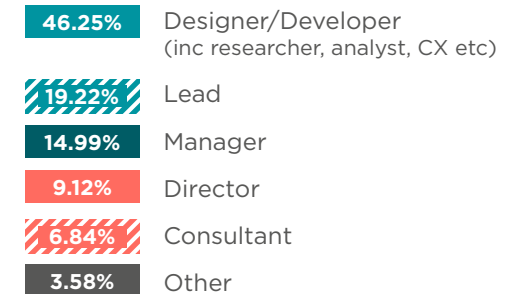 46.25% Designer/Developer
(inc researcher, analyst, CX etc)
19.22% Lead
14.99% Manager
9.12% Director
6.84% Consultant
3.58% Other